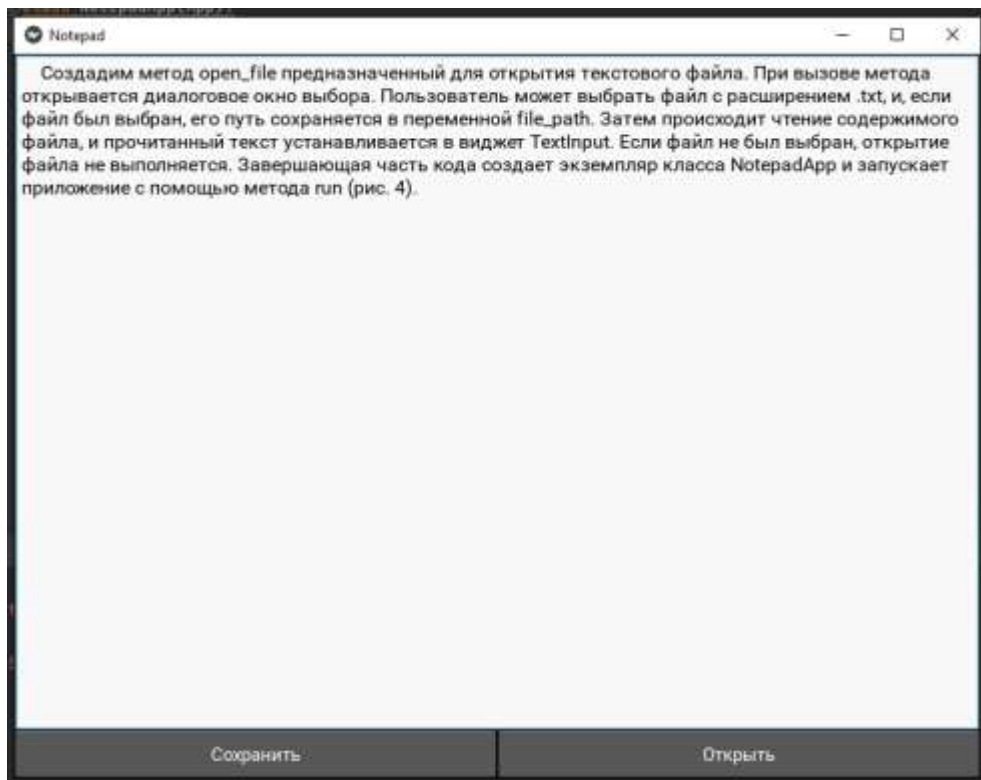 Notepad
Создадим метод open_file предназначенный для открытия текстового файла. При вызове метода
открывается диалоговое окно выбора. Пользователь может выбрать файл с расширением .txt, и, если
файл был выбран, его путь сохраняется в переменной file_path. Затем происходит чтение содержимого
файла, и прочитанный текст устанавливается в виджет TextInput. Если файл не был выбран, открытие
файла не выполняется. Завершающая часть кода создает экземпляр класса NotepadApp и запускает
приложение с помощью метода run (рис. 4).
Сохранить
Открыть